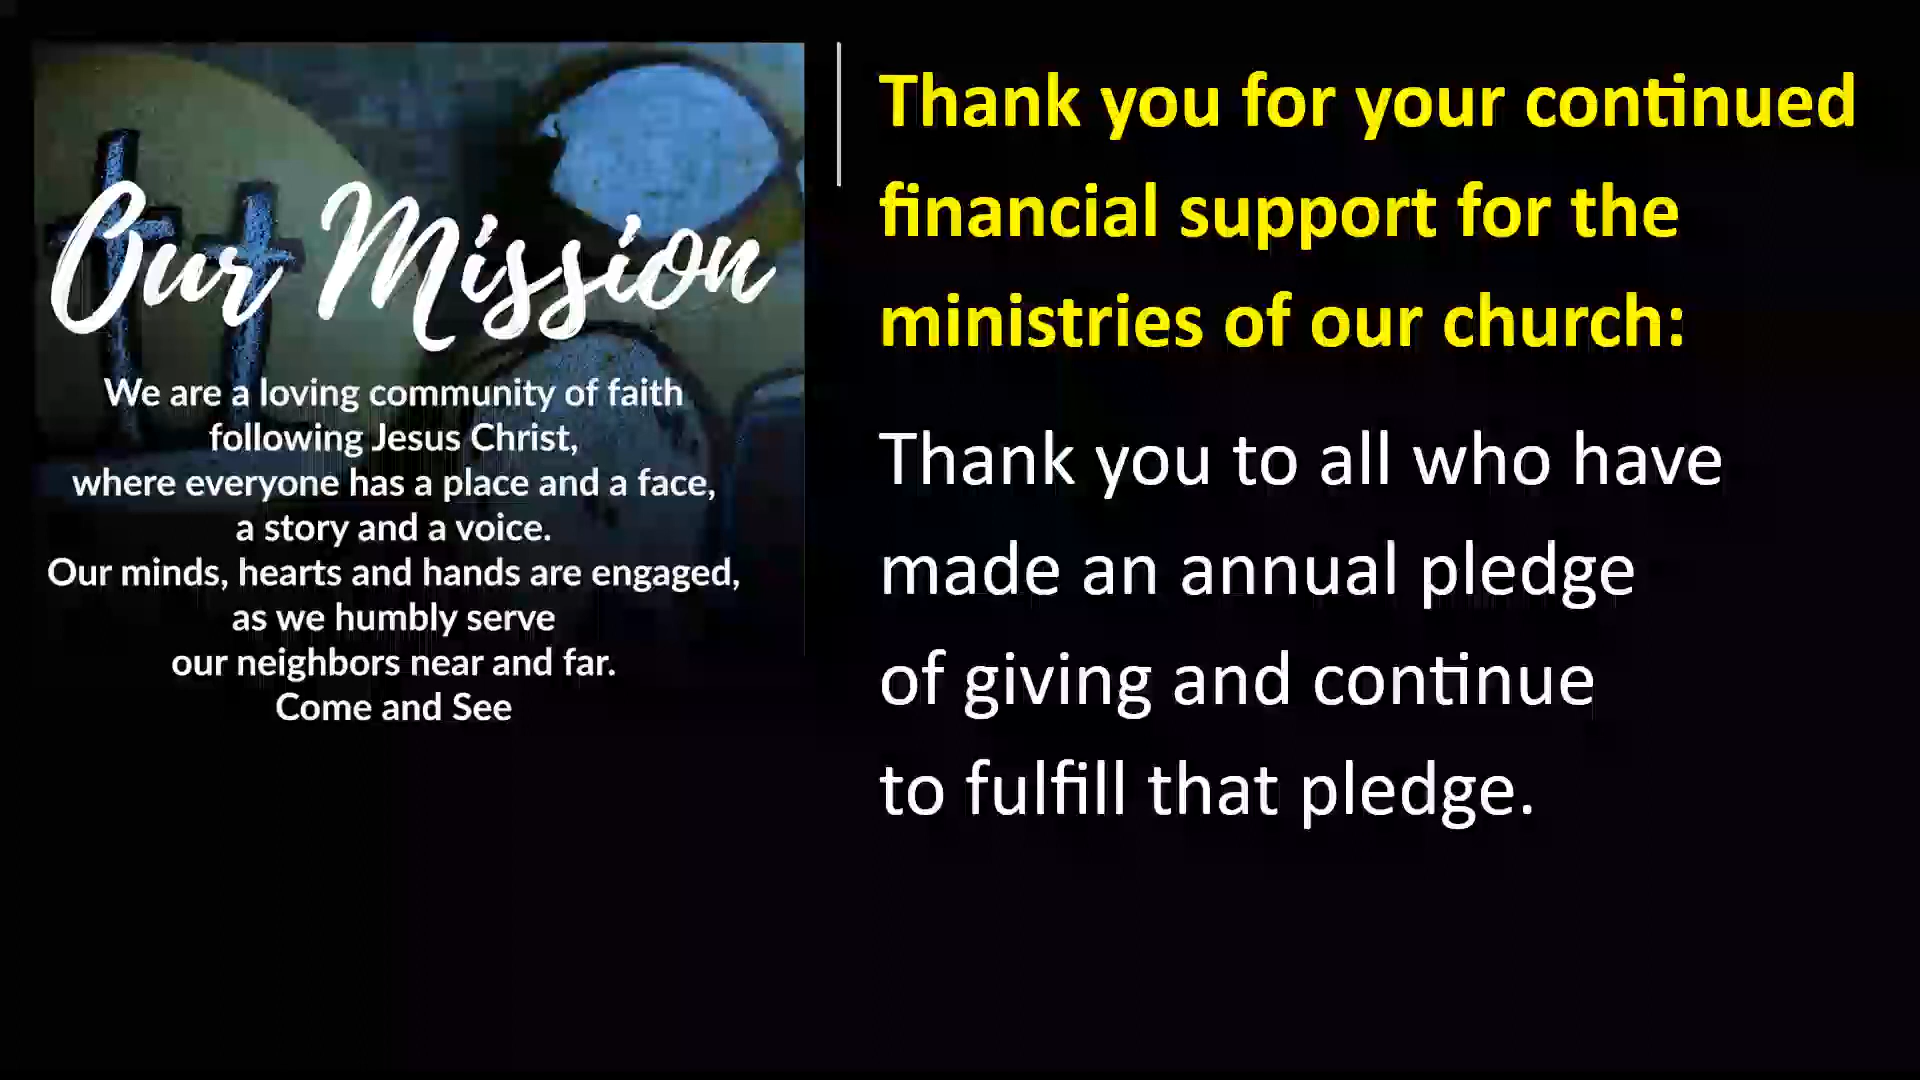 Our Mission
We are a loving community of faith
following Jesus Christ,
where everyone has a place and a face,
a story and a voice.
Our minds, hearts and hands are engaged,
as we humbly serve
our neighbors near and far.
Come and See
Thank you for your continued
financial support for the
ministries of our church:
Thank you to all who have
made an annual pledge
of giving and continue
to fulfill that pledge.